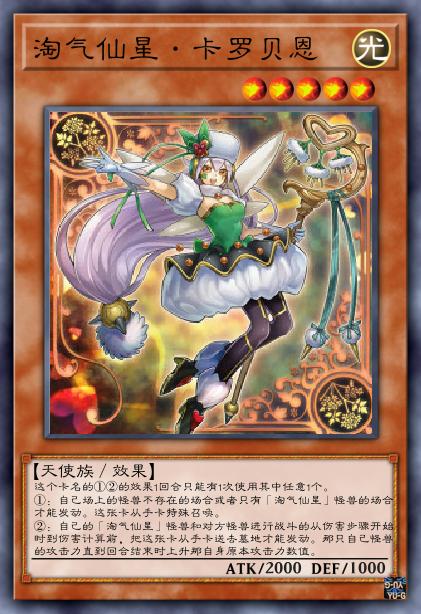 淘气仙星·卡罗贝恩
光
【天使族/效果】
这个卡名的①②的效果1回合只能有1次使用其中任意1个。
①：自己场上的怪兽不存在的场合或者只有「淘气仙星」怪兽的场合
才能发动。这张卡从手卡特殊召唤。
②：自己的「淘气仙星」怪兽和对方怪兽进行战斗的从伤害步骤开始
时到伤害计算前，把这张卡从手卡送去墓地才能发动。那只自己怪兽
的攻击力直到回合结束时上升那自身原本攻击力数值。
ATK/2000 DEF/1000